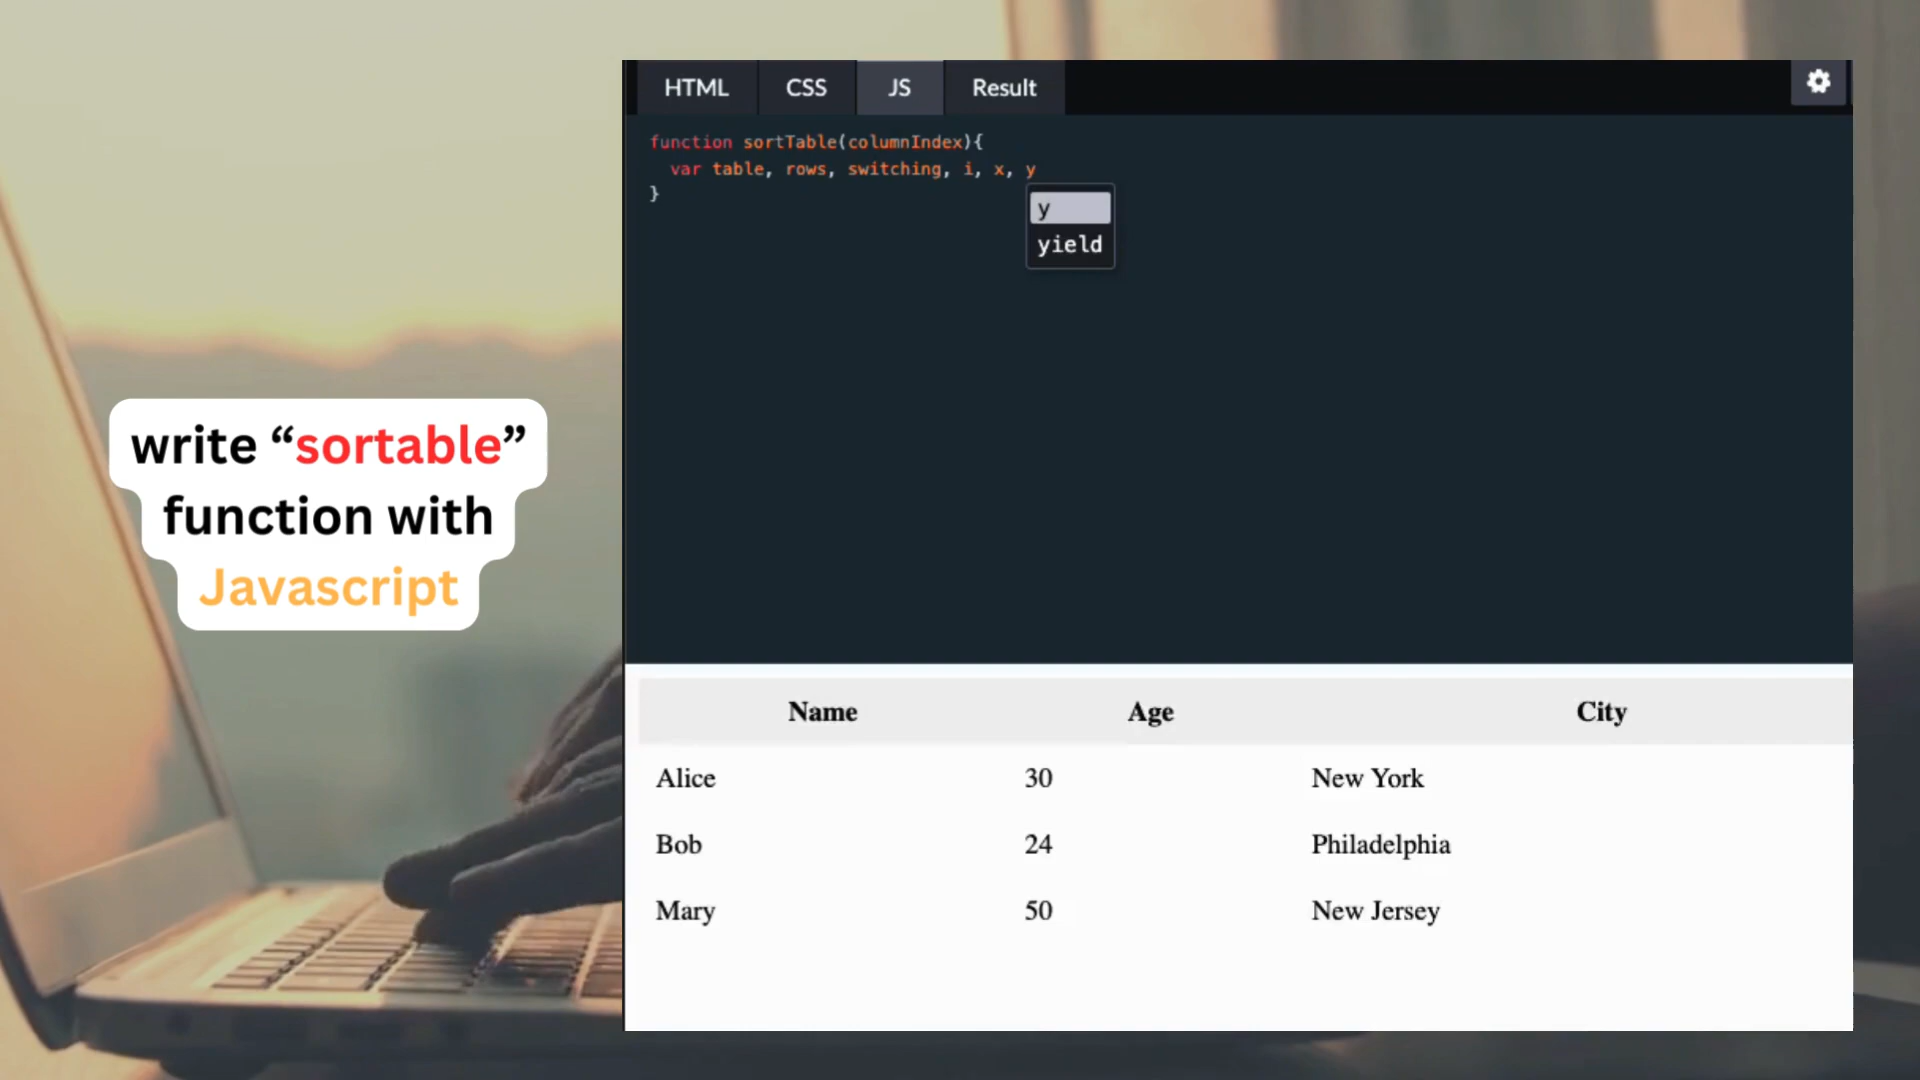 write “sortable”
function with
Javascript
HTML CSS JS Result
function sortTable(columnIndex){
var table, rows, switching, i, x, y
}
y
yield
Name Age City
Alice 30 New York
Bob 24 Philadelphia
Mary 50 New Jersey